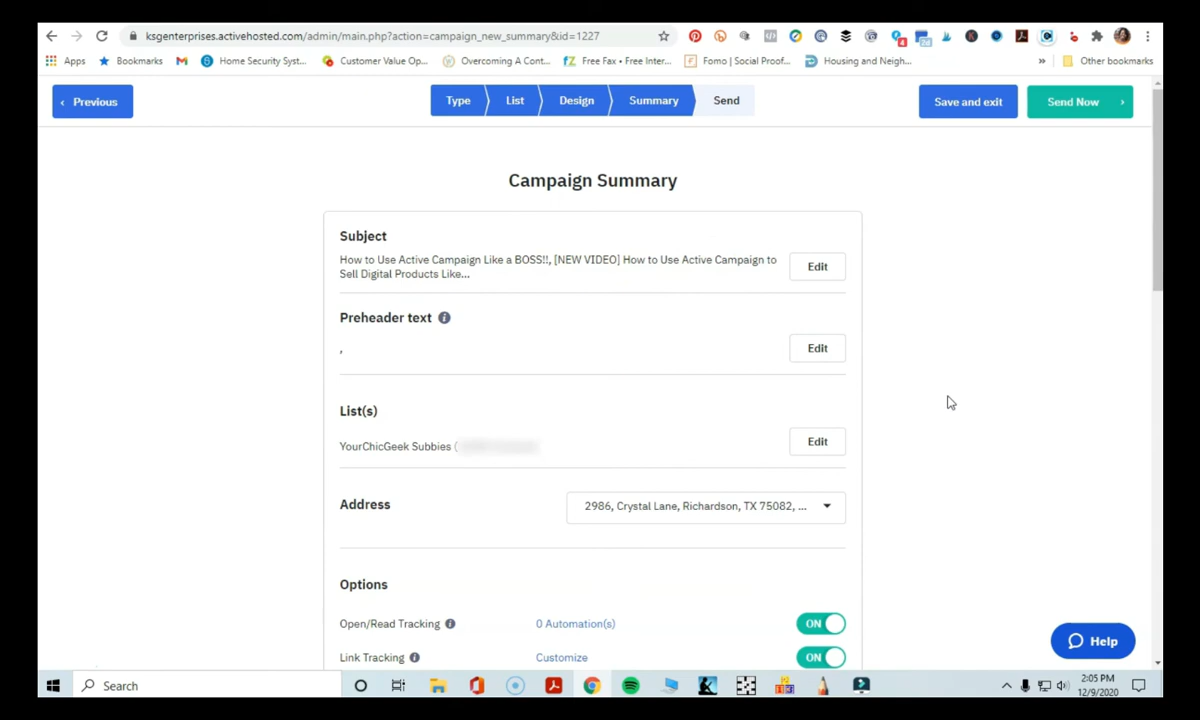 ksgenterprises.activehosted.com/admin/main.php?action=campaign_new_summary&id=1227
Apps
Bookmarks
Home Security Syst...
Customer Value Op...
Overcoming A Cont...
Free Fax • Free Inter...
Fomo | Social Proof...
Housing and Neigh...
»
Other bookmarks
‹ Previous
Type
List
Design
Summary
Send
Save and exit
Send Now ›
Campaign Summary
Subject
How to Use Active Campaign Like a BOSS!!, [NEW VIDEO] How to Use Active Campaign to
Sell Digital Products Like...
Edit
Preheader text
,
Edit
List(s)
YourChicGeek Subbies (
Edit
Address
2986, Crystal Lane, Richardson, TX 75082, ...
Options
Open/Read Tracking
0 Automation(s)
ON
Link Tracking
Customize
ON
Help
Search
2:05 PM
12/9/2020